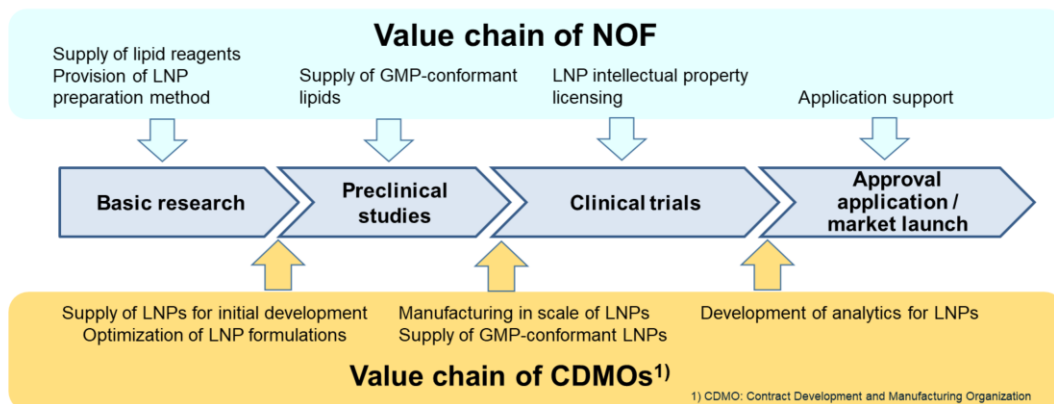 Value chain of NOF
Supply of lipid reagents
Provision of LNP
preparation method
Supply of GMP-conformant
lipids
LNP intellectual property
licensing
Application support
Basic research
Preclinical
studies
Clinical trials
Approval
application /
market launch
Supply of LNPs for initial development
Optimization of LNP formulations
Manufacturing in scale of LNPs
Supply of GMP-conformant LNPs
Development of analytics for LNPs
Value chain of CDMOs1)
1) CDMO: Contract Development and Manufacturing Organization